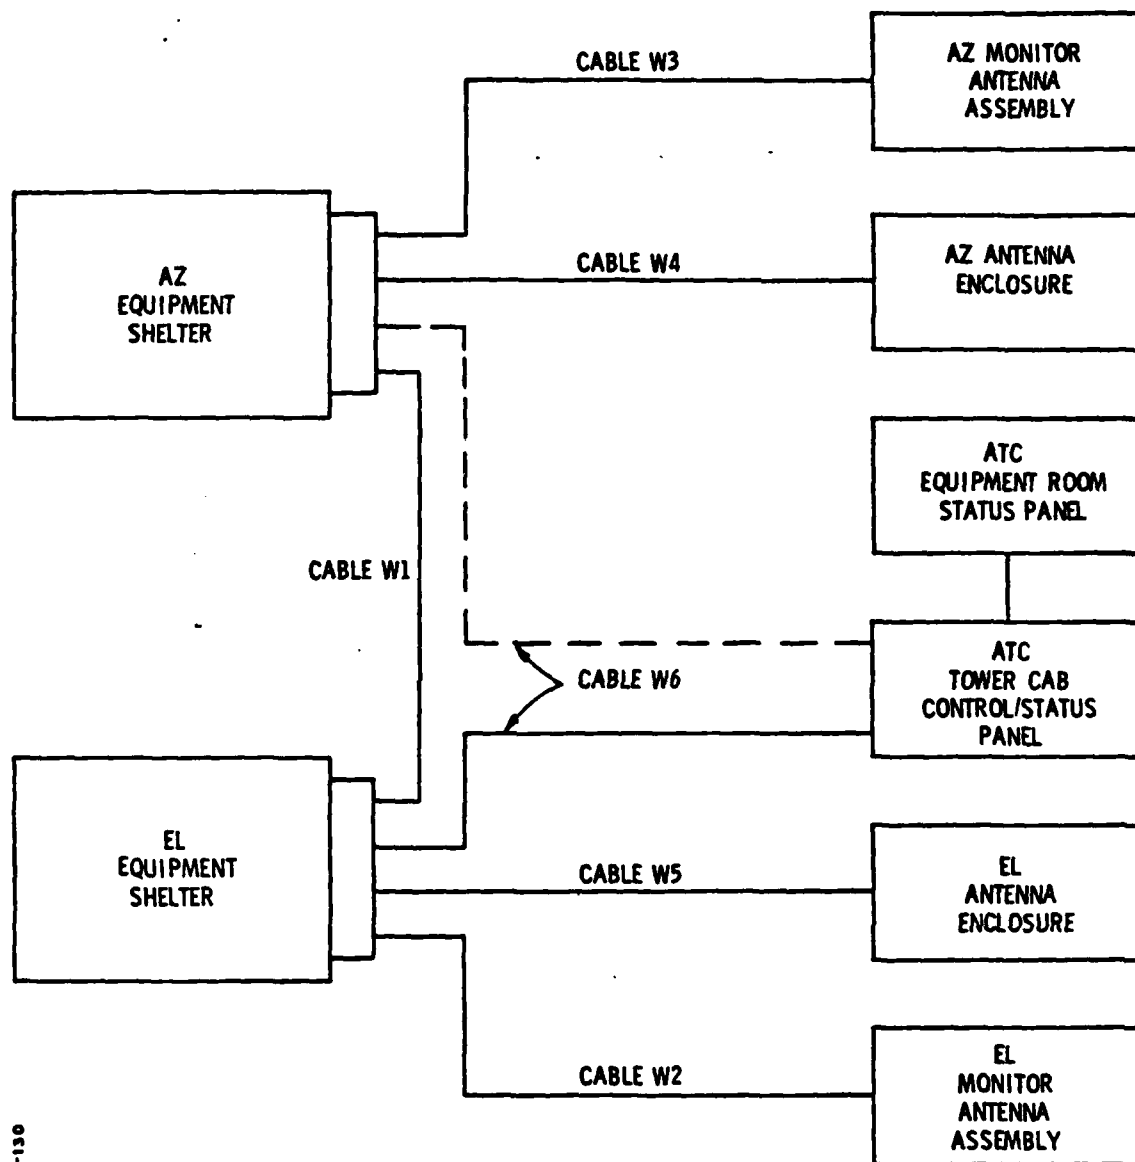 CABLE W3
AZ MONITOR
ANTENNA
ASSEMBLY
AZ
EQUIPMENT
SHELTER
CABLE W4
AZ ANTENNA
ENCLOSURE
ATC
EQUIPMENT ROOM
STATUS PANEL
CABLE W1
ATC
TOWER CAB
CONTROL/STATUS
PANEL
CABLE W6
EL
EQUIPMENT
SHELTER
CABLE W5
EL
ANTENNA
ENCLOSURE
CABLE W2
EL
MONITOR
ANTENNA
ASSEMBLY
-130